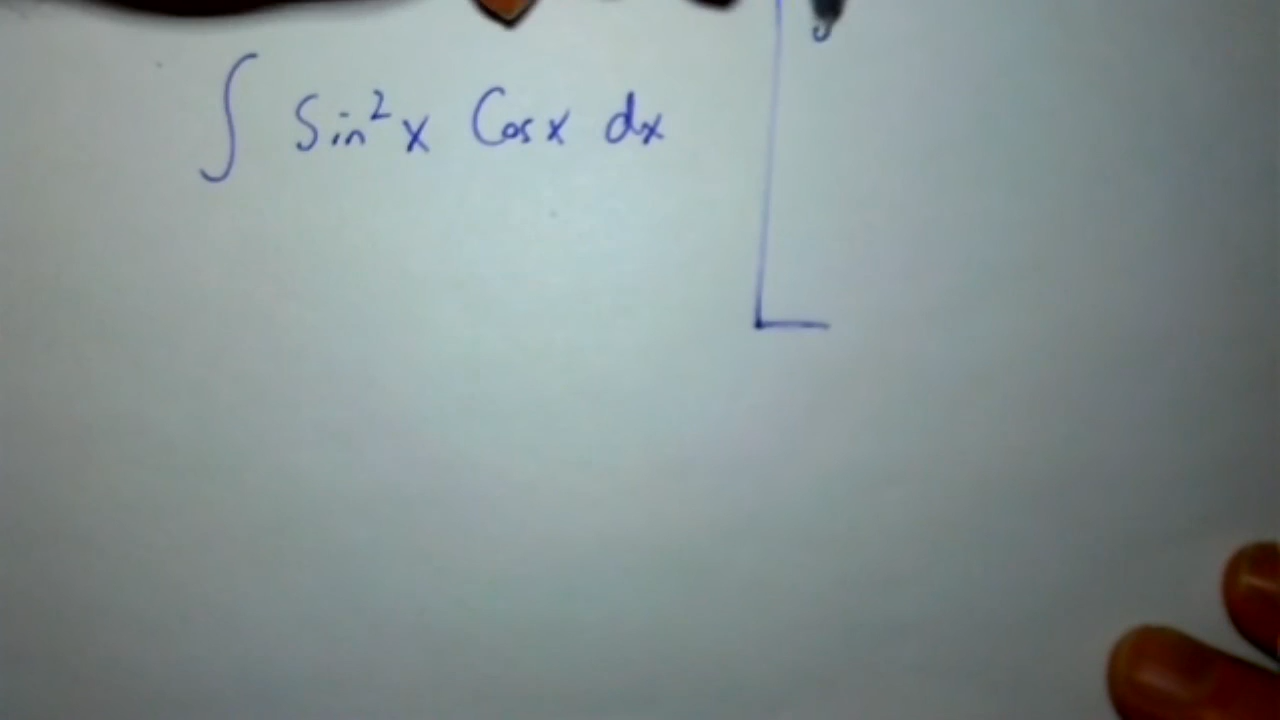 ∫ Sin²x Cosx dx